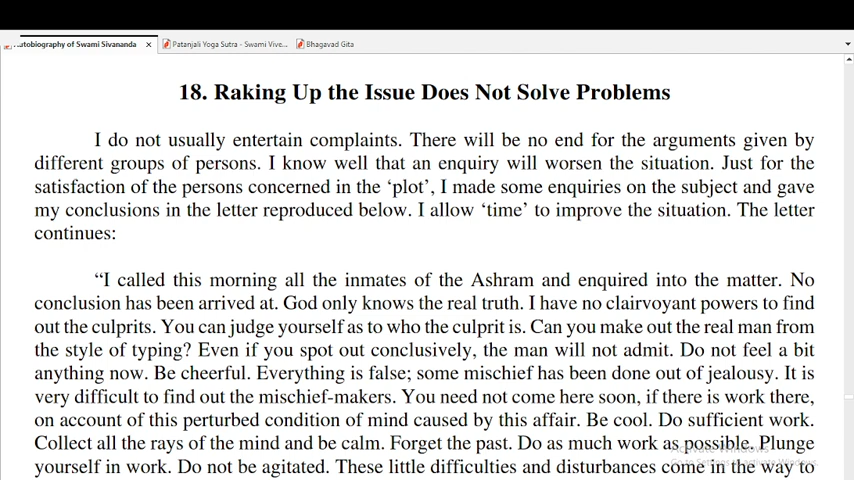 utobiography of Swami Sivananda
Patanjali Yoga Sutra - Swami Vive...
Bhagavad Gita
18. Raking Up the Issue Does Not Solve Problems
I do not usually entertain complaints. There will be no end for the arguments given by
different groups of persons. I know well that an enquiry will worsen the situation. Just for the
satisfaction of the persons concerned in the ‘plot’, I made some enquiries on the subject and gave
my conclusions in the letter reproduced below. I allow ‘time’ to improve the situation. The letter
continues:
“I called this morning all the inmates of the Ashram and enquired into the matter. No
conclusion has been arrived at. God only knows the real truth. I have no clairvoyant powers to find
out the culprits. You can judge yourself as to who the culprit is. Can you make out the real man from
the style of typing? Even if you spot out conclusively, the man will not admit. Do not feel a bit
anything now. Be cheerful. Everything is false; some mischief has been done out of jealousy. It is
very difficult to find out the mischief-makers. You need not come here soon, if there is work there,
on account of this perturbed condition of mind caused by this affair. Be cool. Do sufficient work.
Collect all the rays of the mind and be calm. Forget the past. Do as much work as possible. Plunge
yourself in work. Do not be agitated. These little difficulties and disturbances come in the way to
Activate Windows
Go to Settings to activate Windows.